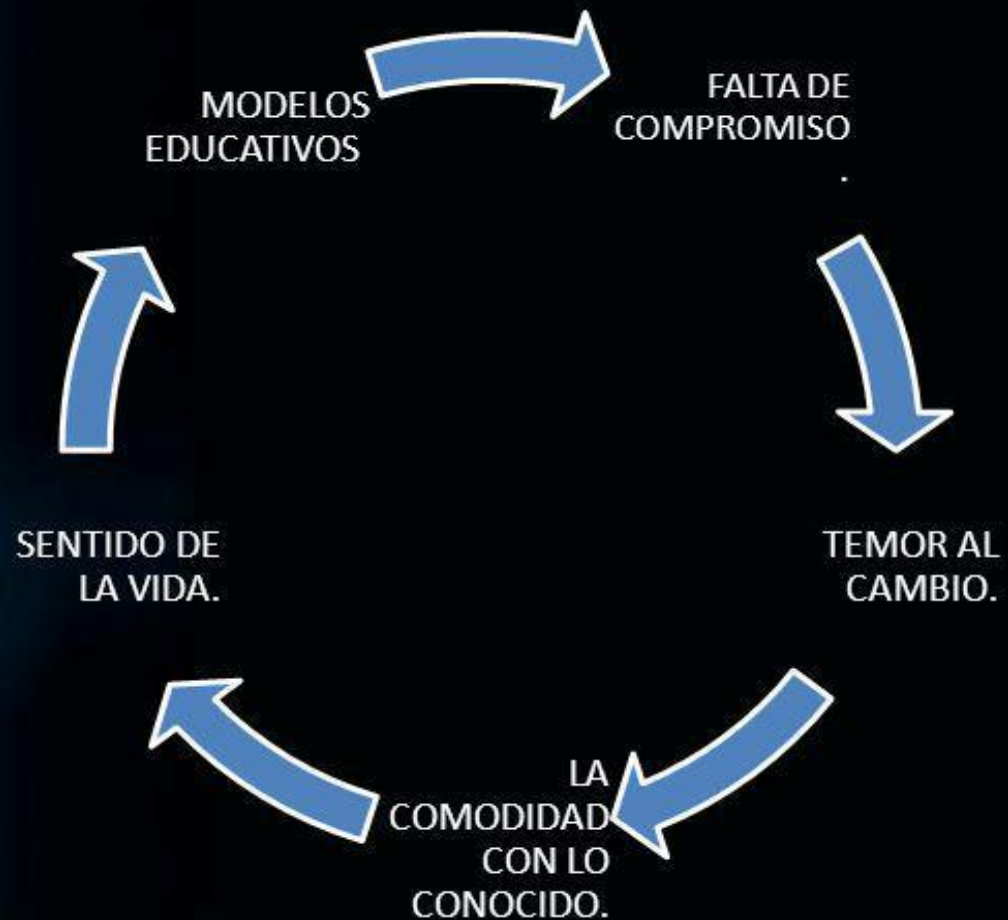 MODELOS
EDUCATIVOS
FALTA DE
COMPROMISO
.
TEMOR AL
CAMBIO.
LA
COMODIDAD
CON LO
CONOCIDO.
SENTIDO DE
LA VIDA.